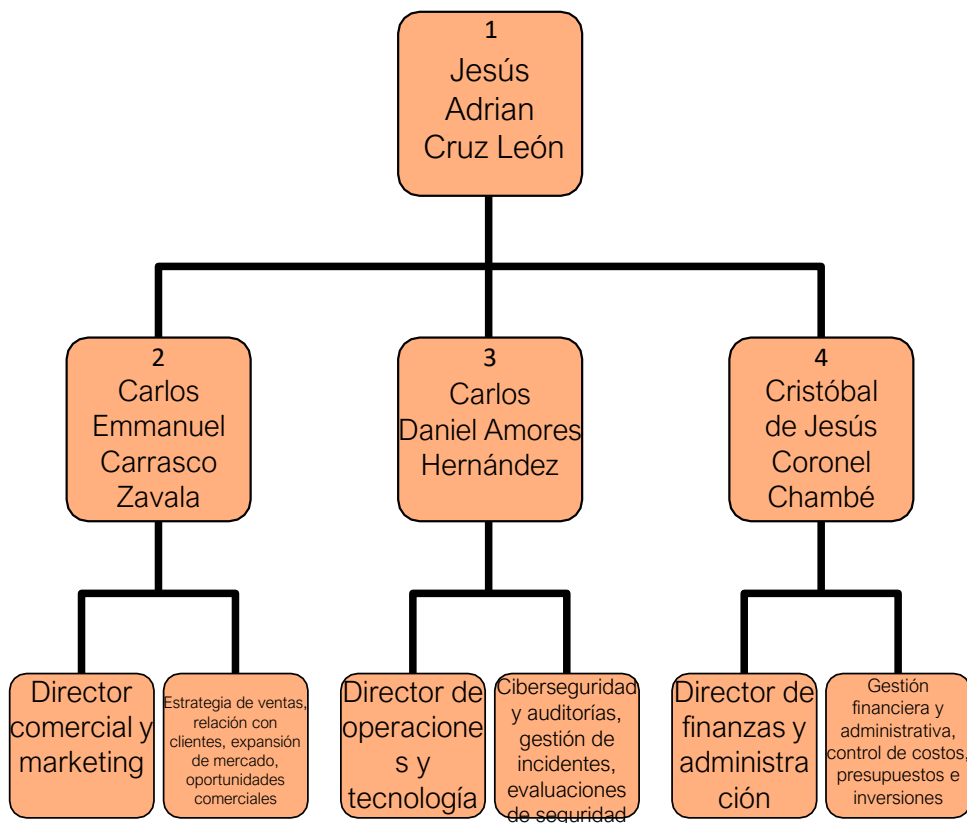 1
Jesús
Adrian
Cruz León
2
Carlos
Emmanuel
Carrasco
Zavala
3
Carlos
Daniel Amores
Hernández
4
Cristóbal
de Jesús
Coronel
Chambé
Director
comercial y
marketing
Estrategia de ventas,
relación con
clientes, expansión
de mercado,
oportunidades
comerciales
Director de
operacione
s y
tecnología
Ciberseguridad
y auditorías,
gestión de
incidentes,
evaluaciones
de seguridad
Director de
finanzas y
administra
ción
Gestión
financiera y
administrativa,
control de costos,
presupuestos e
inversiones